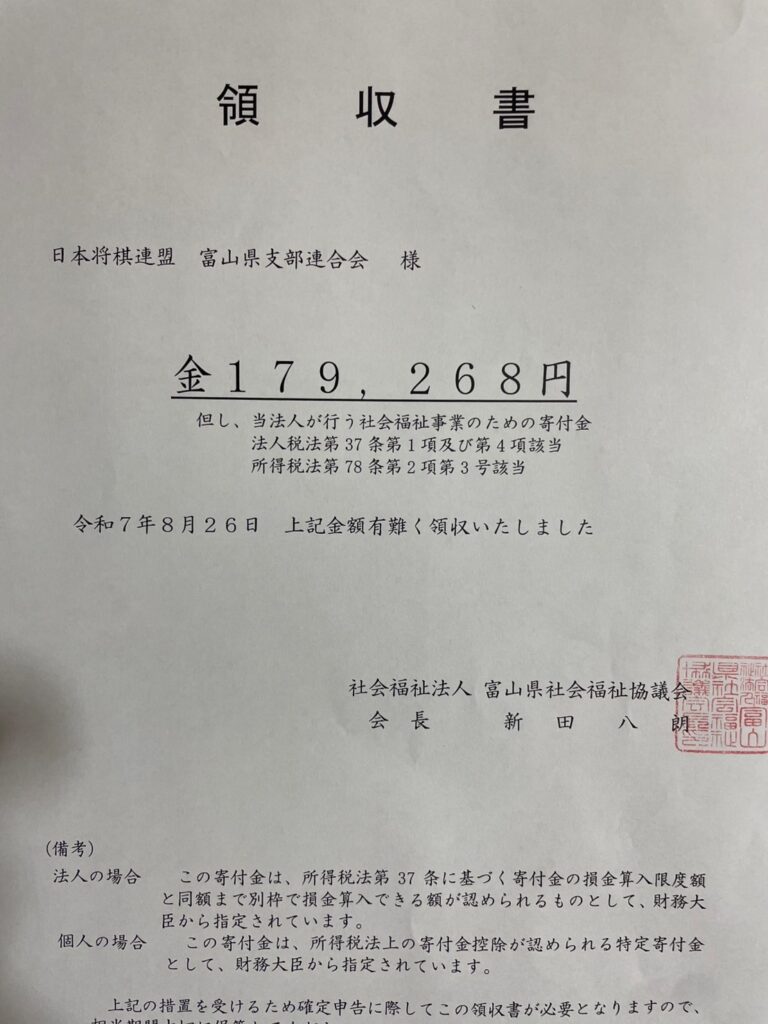 領収書
日本将棋連盟　富山県支部連合会　様
金１７９，２６８円
但し、当法人が行う社会福祉事業のための寄付金
法人税法第37条第１項及び第４項該当
所得税法第78条第２項第３号該当
令和７年８月２６日　上記金額有難く領収いたしました
社会福祉法人 富山県社会福祉協議会
会長　新田八朗
(備考)
法人の場合　この寄付金は、所得税法第 37 条に基づく寄付金の損金算入限度額
と同額まで別枠で損金算入できる額が認められるものとして、財務大
臣から指定されています。
個人の場合　この寄付金は、所得税法上の寄付金控除が認められる特定寄付金
として、財務大臣から指定されています。
上記の措置を受けるため確定申告に際してこの領収書が必要となりますので、